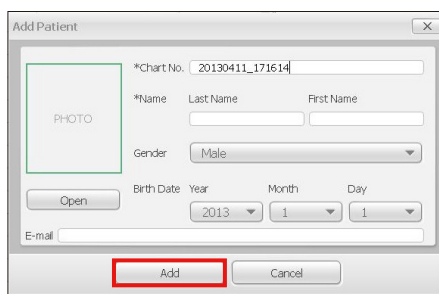 Add Patient
*Chart No. 20130411_171614
*Name Last Name First Name
PHOTO
Gender Male
Birth Date Year Month Day
Open 2013 1 1
E-mail
Add Cancel